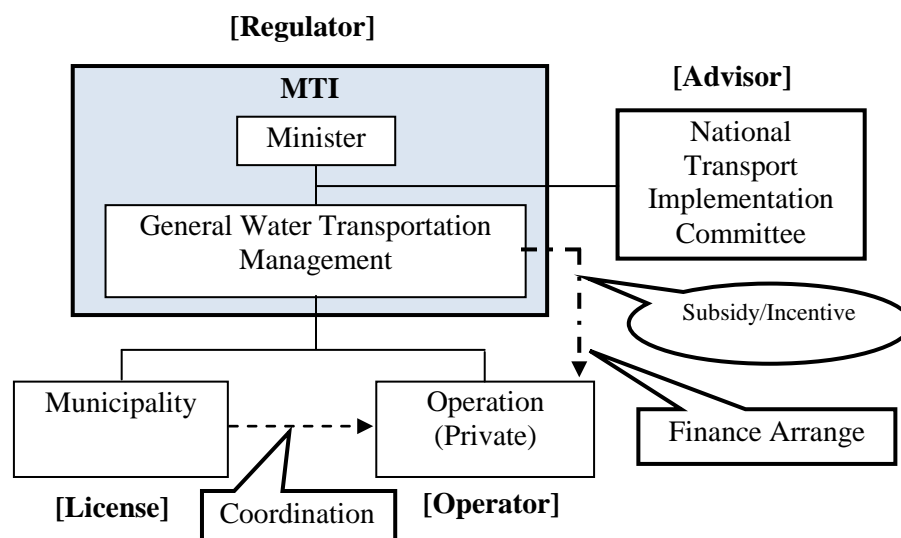 [Regulator]
MTI
Minister
[Advisor]
National
Transport
Implementation
Committee
General Water Transportation
Management
Subsidy/Incentive
Municipality
Operation
(Private)
Finance Arrange
[License]
Coordination
[Operator]